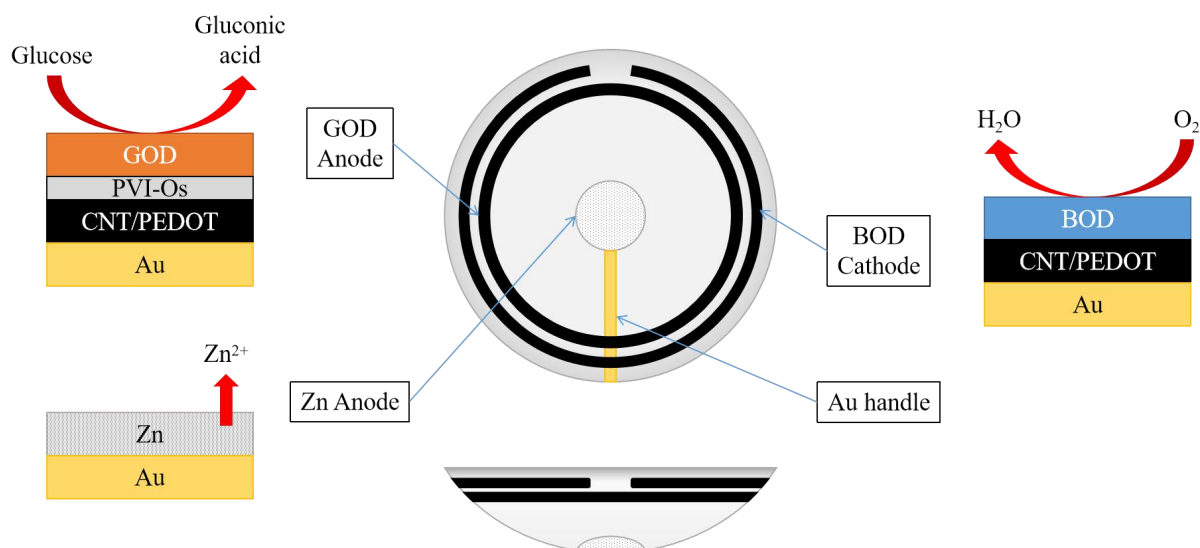 Glucose
Gluconic
acid
GOD
PVI-Os
CNT/PEDOT
Au
Zn²⁺
Zn
Au
GOD
Anode
Zn Anode
BOD
Cathode
Au handle
H₂O
O₂
BOD
CNT/PEDOT
Au